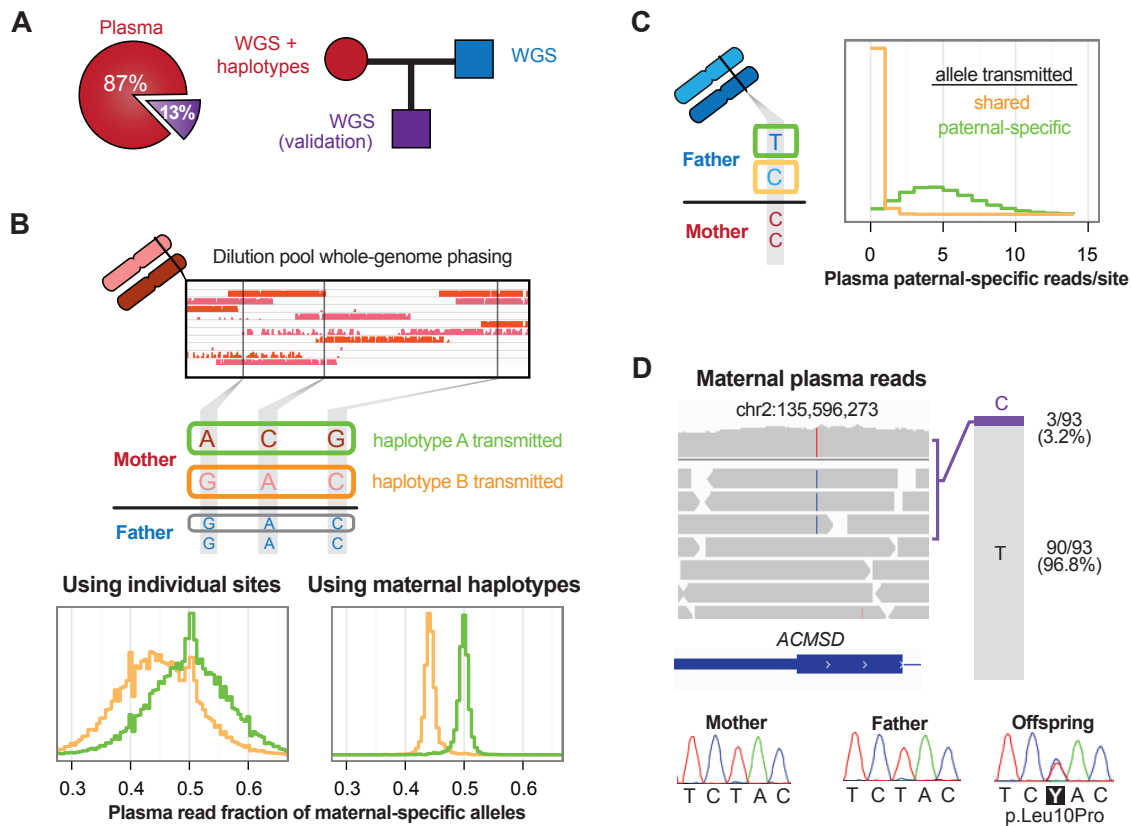 A
Plasma
87%
13%
WGS +
haplotypes
WGS
WGS
(validation)
B
Dilution pool whole-genome phasing
Mother
A C G
haplotype A transmitted
G A C
haplotype B transmitted
Father
G A C
G A C
Using individual sites
Using maternal haplotypes
0.3 0.4 0.5 0.6
0.3 0.4 0.5 0.6
Plasma read fraction of maternal-specific alleles
C
Father
T
C
Mother
C
C
allele transmitted
shared
paternal-specific
0 5 10 15
Plasma paternal-specific reads/site
D
Maternal plasma reads
chr2:135,596,273
C
3/93
(3.2%)
T
90/93
(96.8%)
ACMSD
Mother
T C T A C
Father
T C T A C
Offspring
T C Y A C
p.Leu10Pro